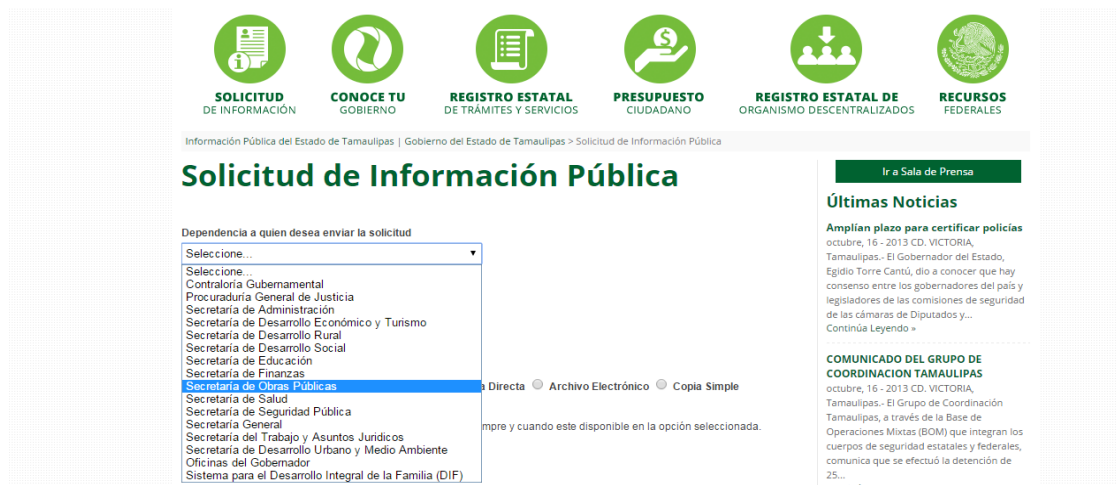 SOLICITUD
DE INFORMACIÓN
CONOCE TU
GOBIERNO
REGISTRO ESTATAL
DE TRÁMITES Y SERVICIOS
PRESUPUESTO
CIUDADANO
REGISTRO ESTATAL DE
ORGANISMO DESCENTRALIZADOS
RECURSOS
FEDERALES
Información Pública del Estado de Tamaulipas | Gobierno del Estado de Tamaulipas > Solicitud de Información Pública
Solicitud de Información Pública
Dependencia a quien desea enviar la solicitud
Seleccione...
Seleccione...
Contraloría Gubernamental
Procuraduría General de Justicia
Secretaría de Administración
Secretaría de Desarrollo Económico y Turismo
Secretaría de Desarrollo Rural
Secretaría de Desarrollo Social
Secretaría de Educación
Secretaría de Finanzas
Secretaría de Obras Públicas
Secretaría de Salud
Secretaría de Seguridad Pública
Secretaría General
Secretaría del Trabajo y Asuntos Juridicos
Secretaría de Desarrollo Urbano y Medio Ambiente
Oficinas del Gobernador
Sistema para el Desarrollo Integral de la Familia (DIF)
Directa Archivo Electrónico Copia Simple
y cuando este disponible en la opción seleccionada.
Ir a Sala de Prensa
Últimas Noticias
Amplían plazo para certificar policías
octubre, 16 - 2013 CD. VICTORIA,
Tamaulipas.- El Gobernador del Estado,
Egidio Torre Cantú, dio a conocer que hay
consenso entre los gobernadores del país y
legisladores de las comisiones de seguridad
de las cámaras de Diputados y...
Continúa Leyendo »
COMUNICADO DEL GRUPO DE
COORDINACION TAMAULIPAS
octubre, 16 - 2013 CD. VICTORIA,
Tamaulipas.- El Grupo de Coordinación
Tamaulipas, a través de la Base de
Operaciones Mixtas (BOM) que integran los
cuerpos de seguridad estatales y federales,
comunica que se efectuó la detención de
25...